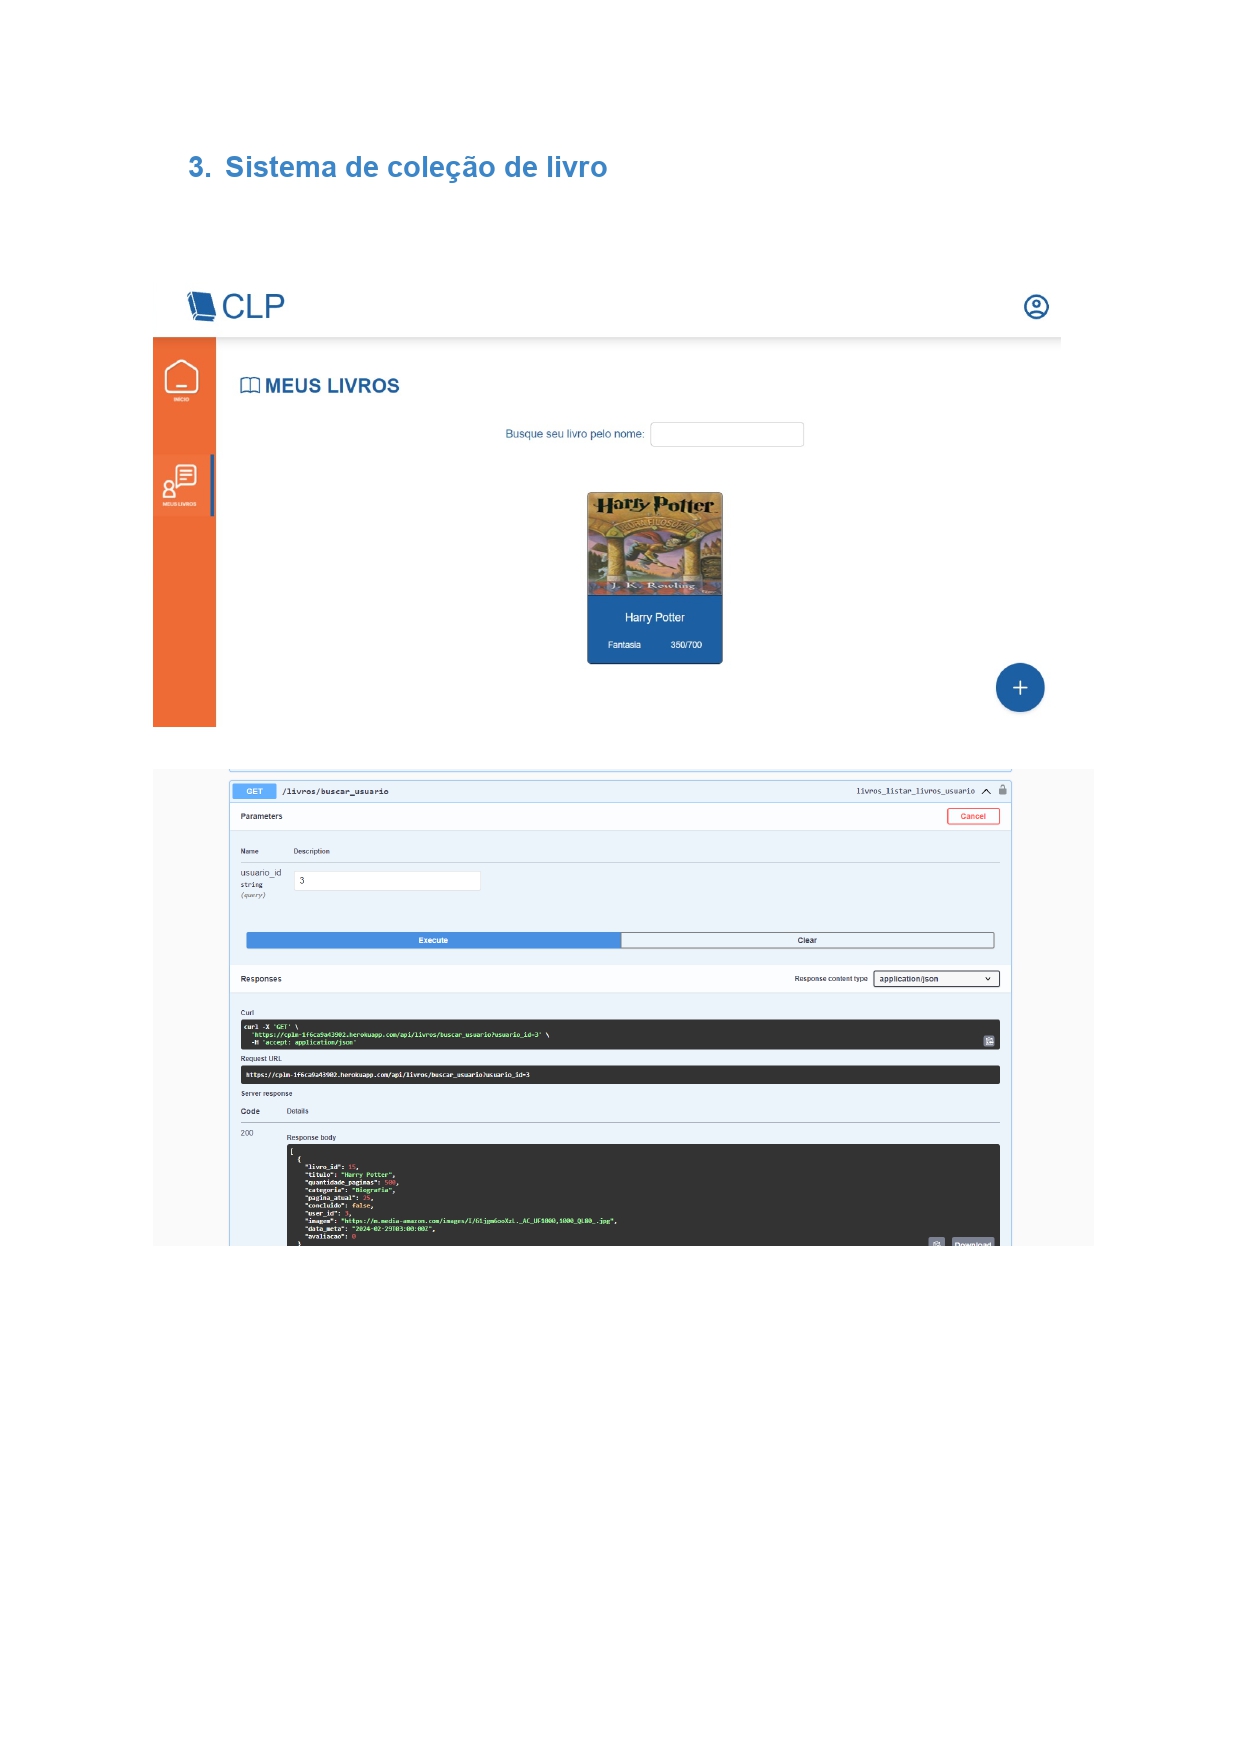 3. Sistema de coleção de livro
CLP
INÍCIO
MEUS LIVROS
MEUS LIVROS
Busque seu livro pelo nome:
Harry Potter
J. K. Rowling
Harry Potter
Fantasia 350/700
+
GET /livros/buscar_usuario livros_listar_livros_usuario
Parameters Cancel
Name Description
usuario_id
string
(query)
3
Execute Clear
Responses Response content type application/json
Curl
curl -X 'GET' \
'https://cplm-1f6ca9a43902.herokuapp.com/api/livros/buscar_usuario?usuario_id=3' \
-H 'accept: application/json'
Request URL
https://cplm-1f6ca9a43902.herokuapp.com/api/livros/buscar_usuario?usuario_id=3
Server response
Code Details
200
Response body
[
{
"livro_id": 15,
"titulo": "Harry Potter",
"quantidade_paginas": 500,
"categoria": "Biografia",
"pagina_atual": 25,
"concluido": false,
"user_id": 3,
"imagem": "https://m.media-amazon.com/images/I/61jgm6ooXzL._AC_UF1000,1000_QL80_.jpg",
"data_meta": "2024-02-29T03:00:00Z",
"avaliacao": 0
}
Download